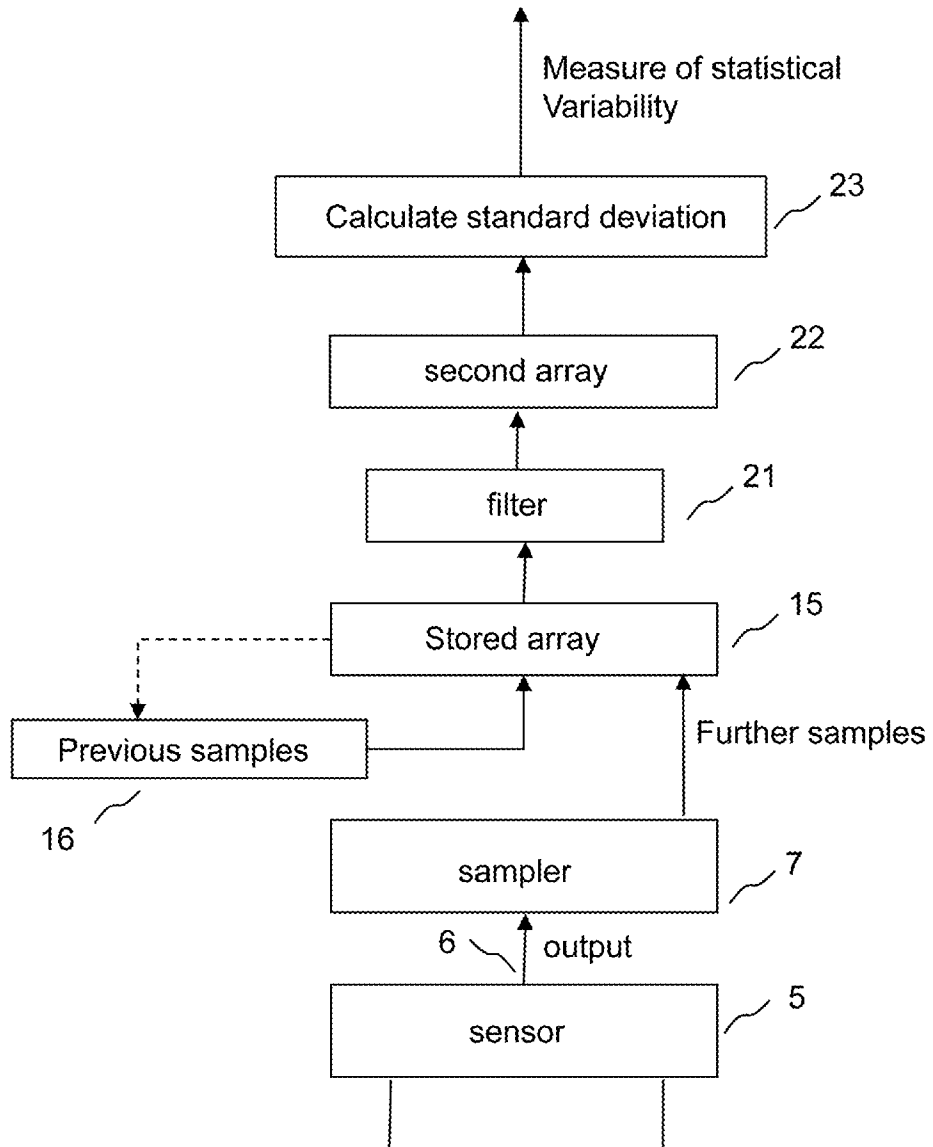 Measure of statistical
Variability
23
Calculate standard deviation
22
second array
21
filter
15
Stored array
Previous samples
Further samples
16
sampler
7
6
output
5
sensor